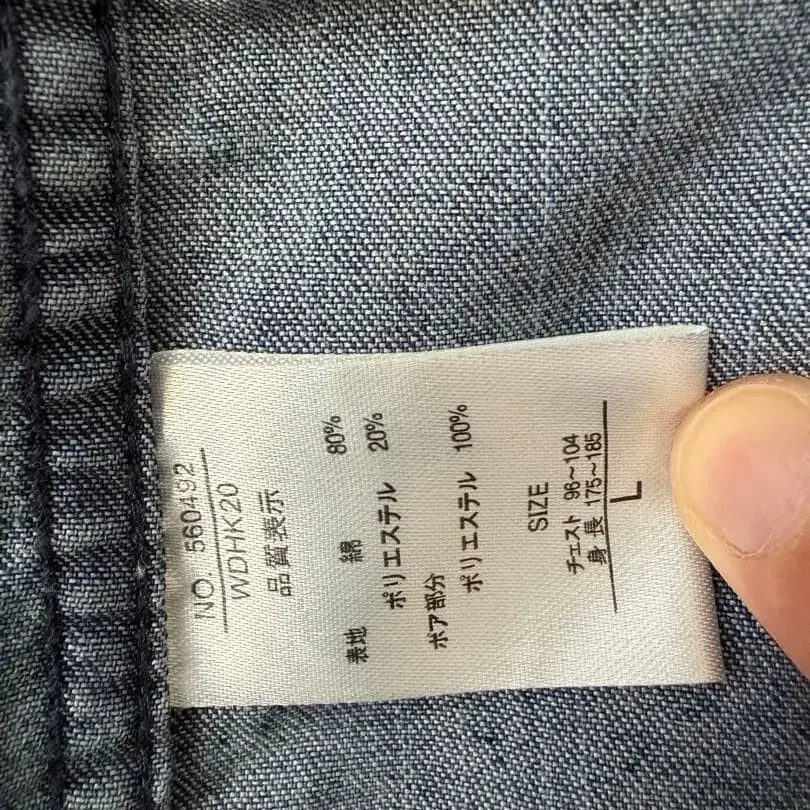 NO. 560492
WDHK20
品質表示
表地 綿 80%
ポリエステル 20%
ボア部分
ポリエステル 100%
SIZE
チェスト 96~104
身長 175~185
L